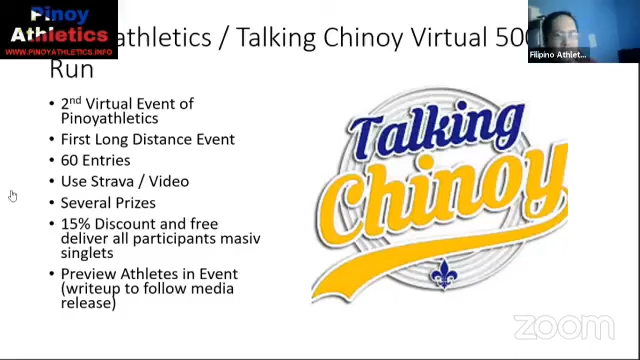 Pinoy
Athletics
WWW.PINOYATHLETICS.INFO
athletics / Talking Chinoy Virtual 500
Run
• 2nd Virtual Event of
Pinoyathletics
• First Long Distance Event
• 60 Entries
• Use Strava / Video
• Several Prizes
• 15% Discount and free
deliver all participants masiv
singlets
• Preview Athletes in Event
(writeup to follow media
release)
Talking
Chinoy
Filipino Athlet...
zoom